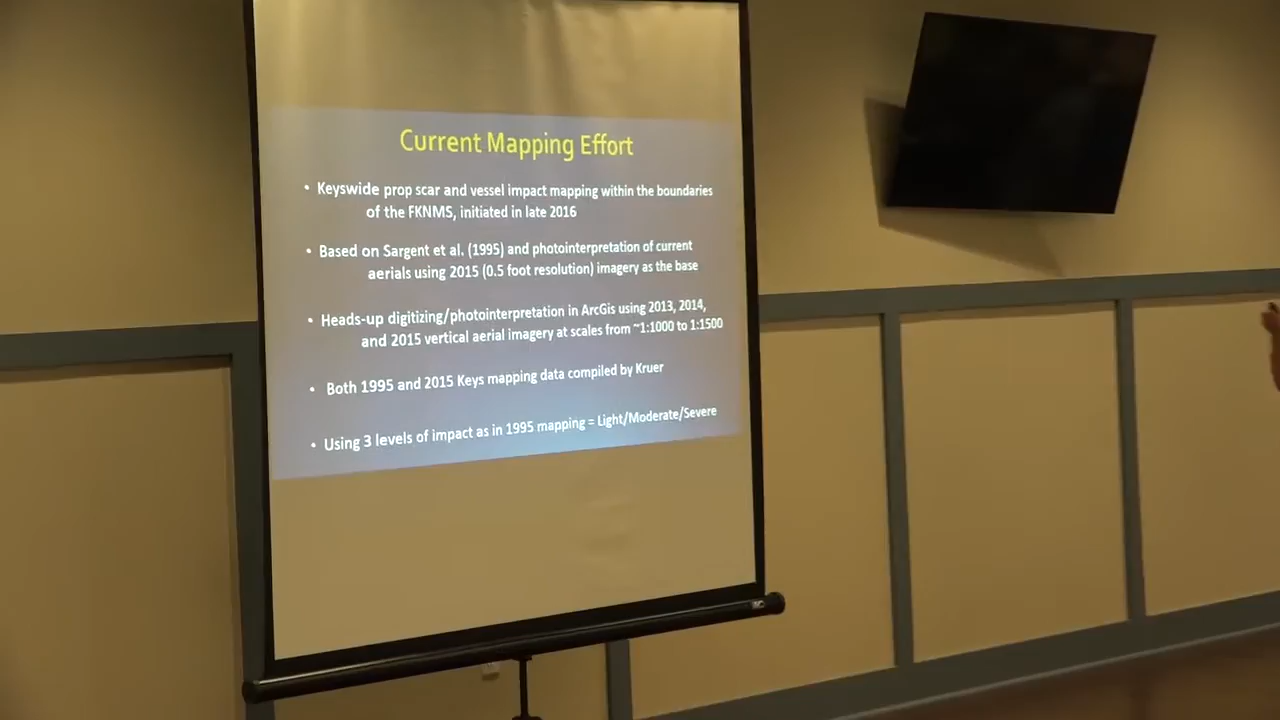 Current Mapping Effort
• Keyswide prop scar and vessel impact mapping within the boundaries
of the FKNMS, initiated in late 2016
• Based on Sargent et al. (1995) and photointerpretation of current
aerials using 2015 (0.5 foot resolution) imagery as the base
• Heads-up digitizing/photointerpretation in ArcGis using 2013, 2014,
and 2015 vertical aerial imagery at scales from ~1:1000 to 1:1500
• Both 1995 and 2015 Keys mapping data compiled by Kruer
• Using 3 levels of impact as in 1995 mapping = Light/Moderate/Severe